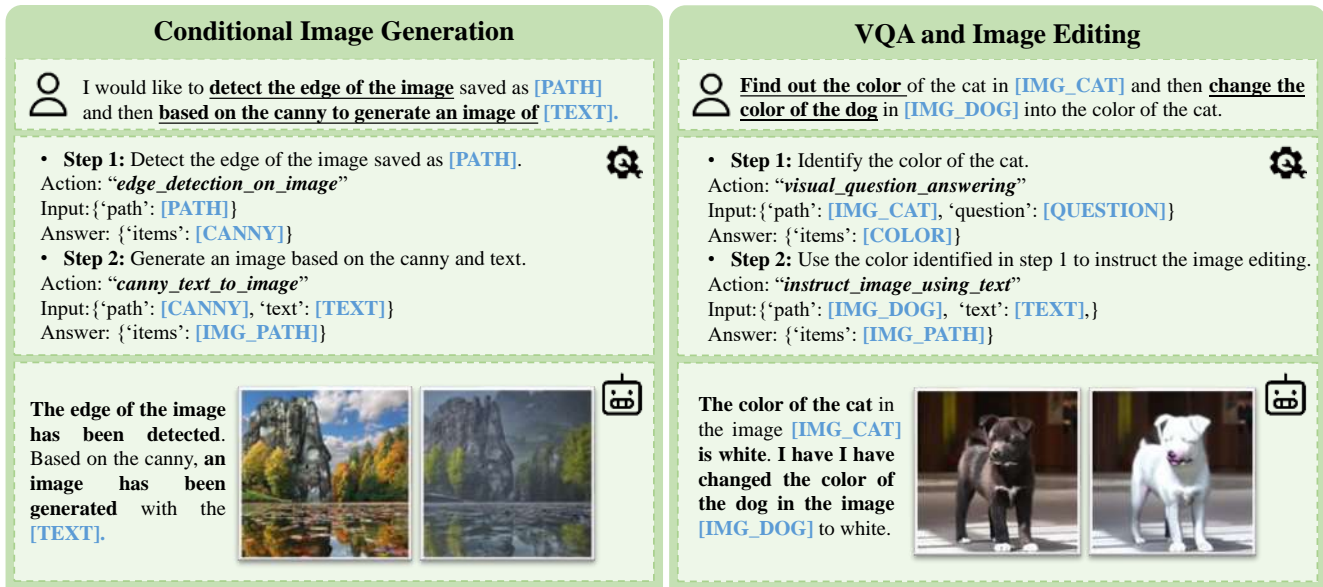 Conditional Image Generation
I would like to detect the edge of the image saved as [PATH]
and then based on the canny to generate an image of [TEXT].
• Step 1: Detect the edge of the image saved as [PATH].
Action: “edge_detection_on_image”
Input:{‘path’: [PATH]}
Answer: {‘items’: [CANNY]}
• Step 2: Generate an image based on the canny and text.
Action: “canny_text_to_image”
Input:{‘path’: [CANNY], ‘text’: [TEXT]}
Answer: {‘items’: [IMG_PATH]}
The edge of the image
has been detected.
Based on the canny, an
image has been
generated with the
[TEXT].
VQA and Image Editing
Find out the color of the cat in [IMG_CAT] and then change the
color of the dog in [IMG_DOG] into the color of the cat.
• Step 1: Identify the color of the cat.
Action: “visual_question_answering”
Input:{‘path’: [IMG_CAT], ‘question’: [QUESTION]}
Answer: {‘items’: [COLOR]}
• Step 2: Use the color identified in step 1 to instruct the image editing.
Action: “instruct_image_using_text”
Input:{‘path’: [IMG_DOG], ‘text’: [TEXT],}
Answer: {‘items’: [IMG_PATH]}
The color of the cat in
the image [IMG_CAT]
is white. I have I have
changed the color of
the dog in the image
[IMG_DOG] to white.